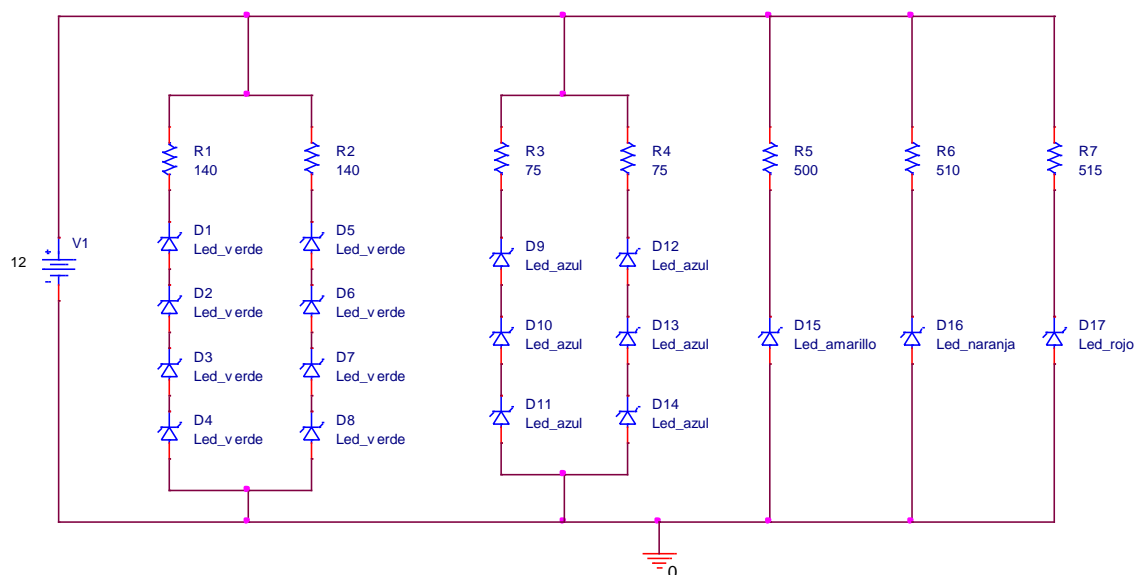 R1
140
R2
140
R3
75
R4
75
R5
500
R6
510
R7
515
V1
12
D1
Led_verde
D5
Led_verde
D9
Led_azul
D12
Led_azul
D2
Led_verde
D6
Led_verde
D10
Led_azul
D13
Led_azul
D15
Led_amarillo
D16
Led_naranja
D17
Led_rojo
D3
Led_verde
D7
Led_verde
D11
Led_azul
D14
Led_azul
D4
Led_verde
D8
Led_verde
0